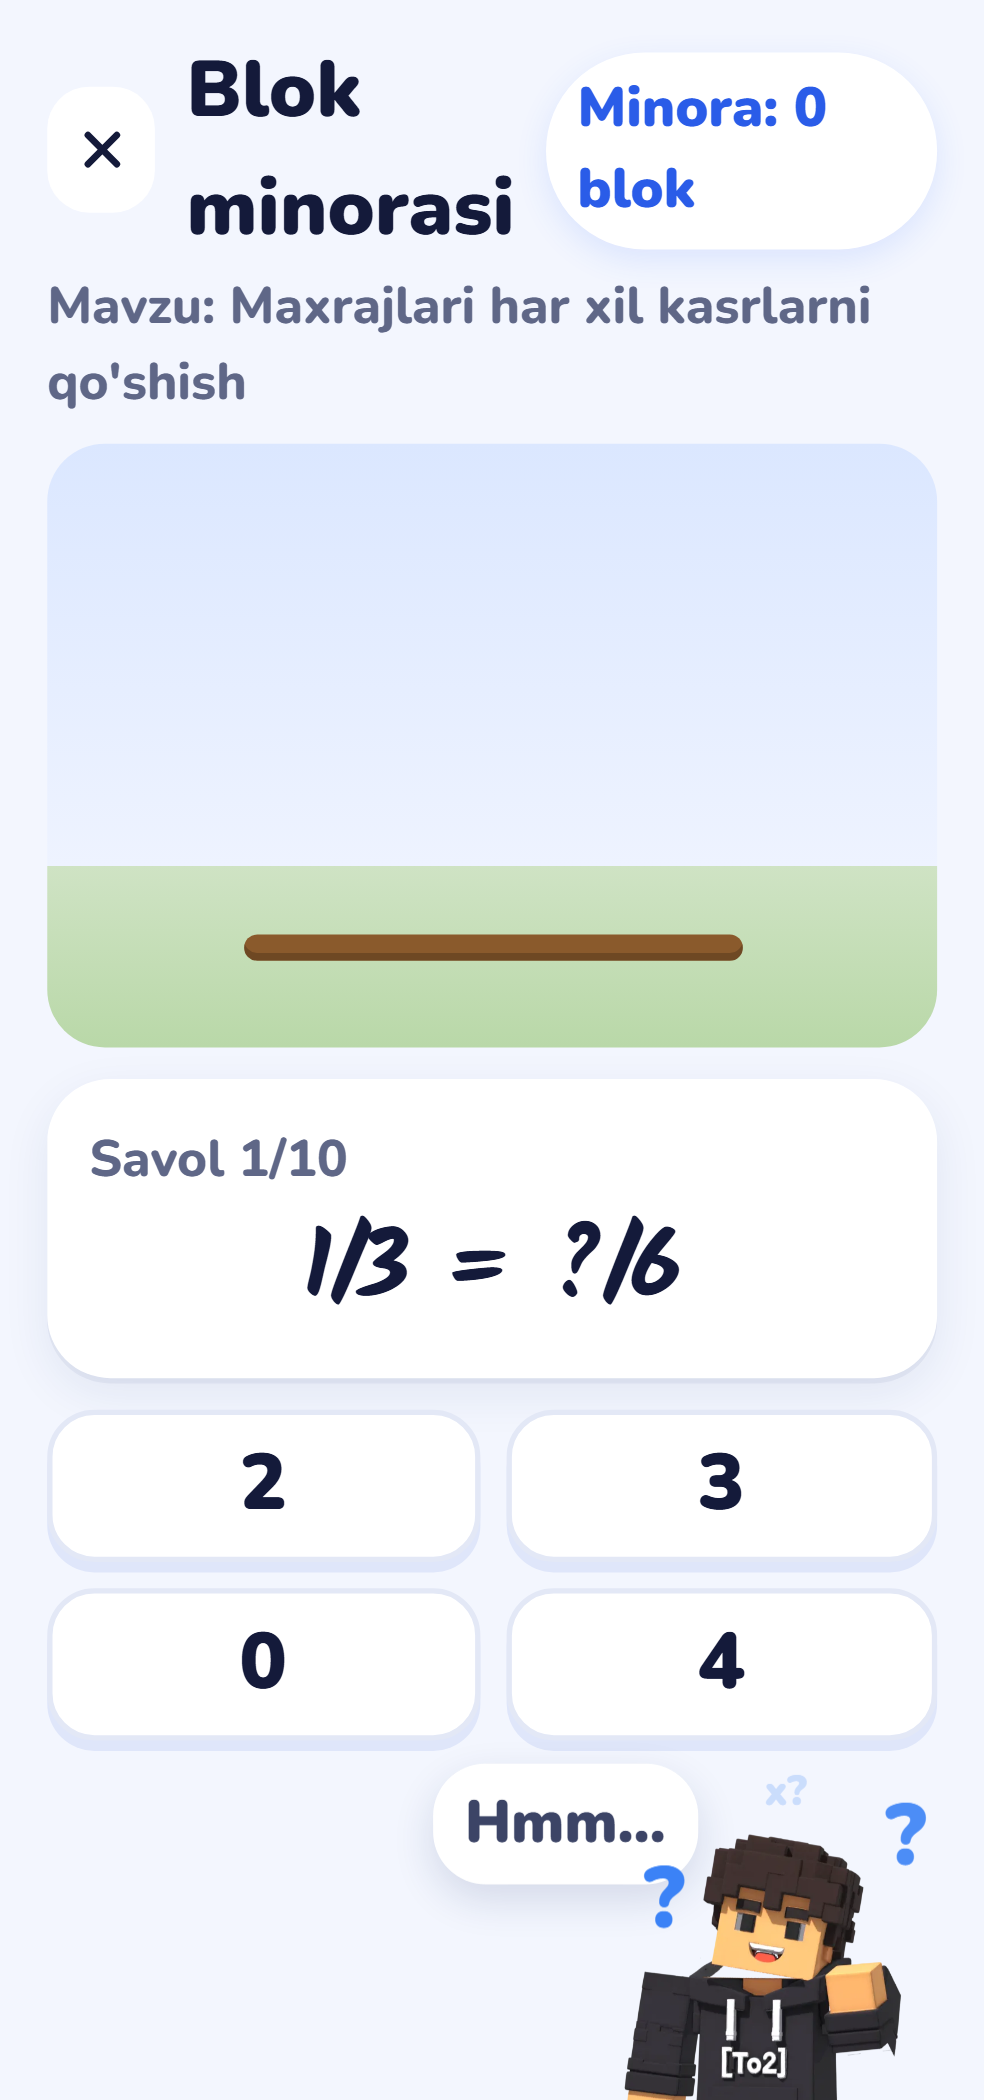 Blok
minorasi
Minora: 0
blok
Mavzu: Maxrajlari har xil kasrlarni
qo'shish
Savol 1/10
1/3 = ?/6
2
3
0
4
Hmm...
x?
?
?
[To2]